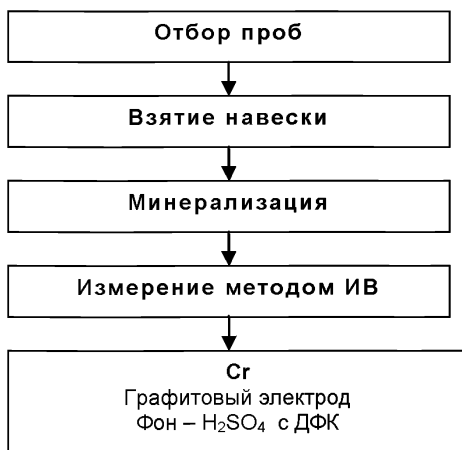 Отбор проб
Взятие навески
Минерализация
Измерение методом ИВ
Cr
Графитовый электрод
Фон – H₂SO₄ с ДФК